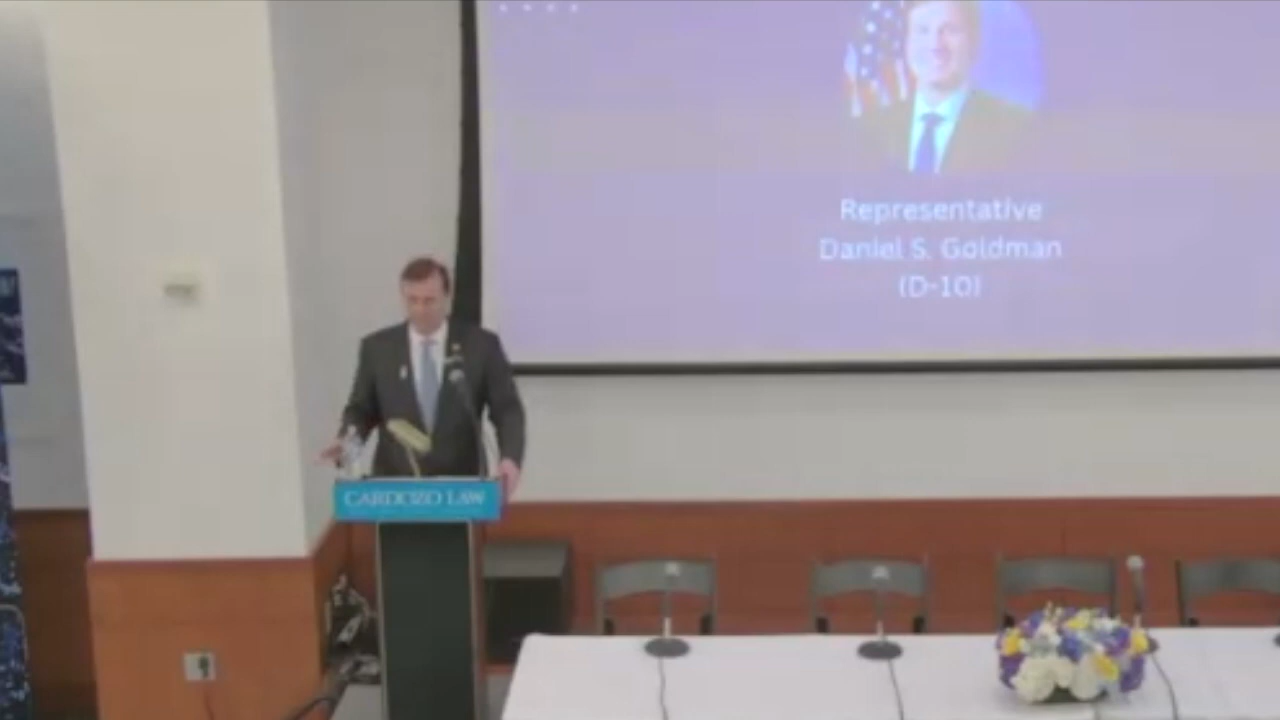 Representative
Daniel S. Goldman
(D-10)
CARDOZO LAW